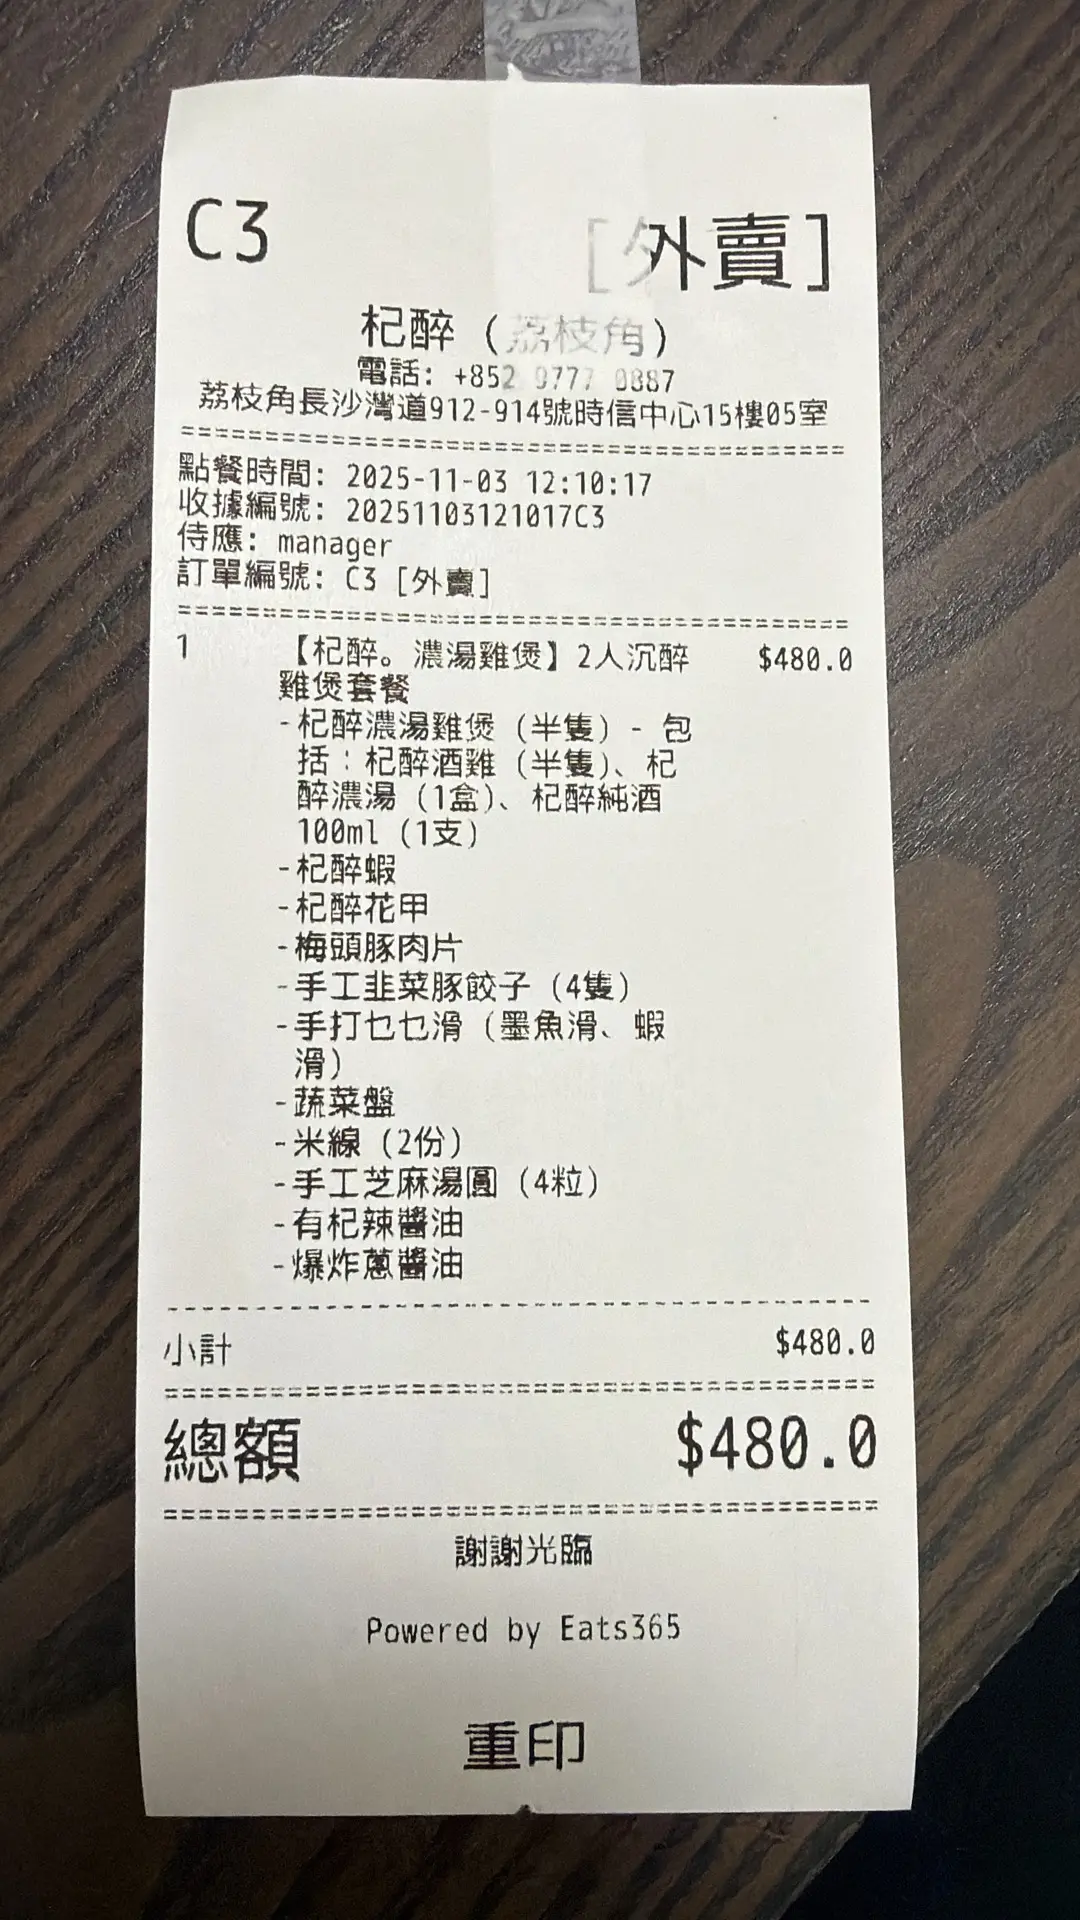 C3
[外賣]
杞醉（荔枝角）
電話: +852 9777 0887
荔枝角長沙灣道912-914號時信中心15樓05室
點餐時間: 2025-11-03 12:10:17
收據編號: 20251103121017C3
侍應: manager
訂單編號: C3 [外賣]
1 【杞醉。濃湯雞煲】2人沉醉 $480.0
雞煲套餐
-杞醉濃湯雞煲（半隻）- 包
括：杞醉酒雞（半隻)、杞
醉濃湯（1盒)、杞醉純酒
100ml（1支）
-杞醉蝦
-杞醉花甲
-梅頭豚肉片
-手工韭菜豚餃子（4隻）
-手打乜乜滑（墨魚滑、蝦
滑）
-蔬菜盤
-米線（2份）
-手工芝麻湯圓（4粒）
-有杞辣醬油
-爆炸蔥醬油
小計 $480.0
總額 $480.0
謝謝光臨
Powered by Eats365
重印